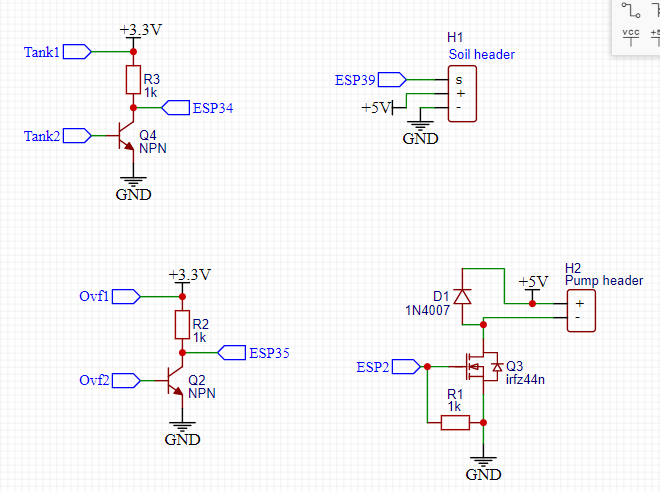 +3.3V
Tank1
R3
1k
ESP34
Tank2
Q4
NPN
GND
H1
Soil header
ESP39
s
+
+5V
-
GND
vcc
+5
+3.3V
Ovf1
R2
1k
ESP35
Ovf2
Q2
NPN
GND
H2
Pump header
+5V
D1
1N4007
+
-
ESP2
Q3
irfz44n
R1
1k
GND